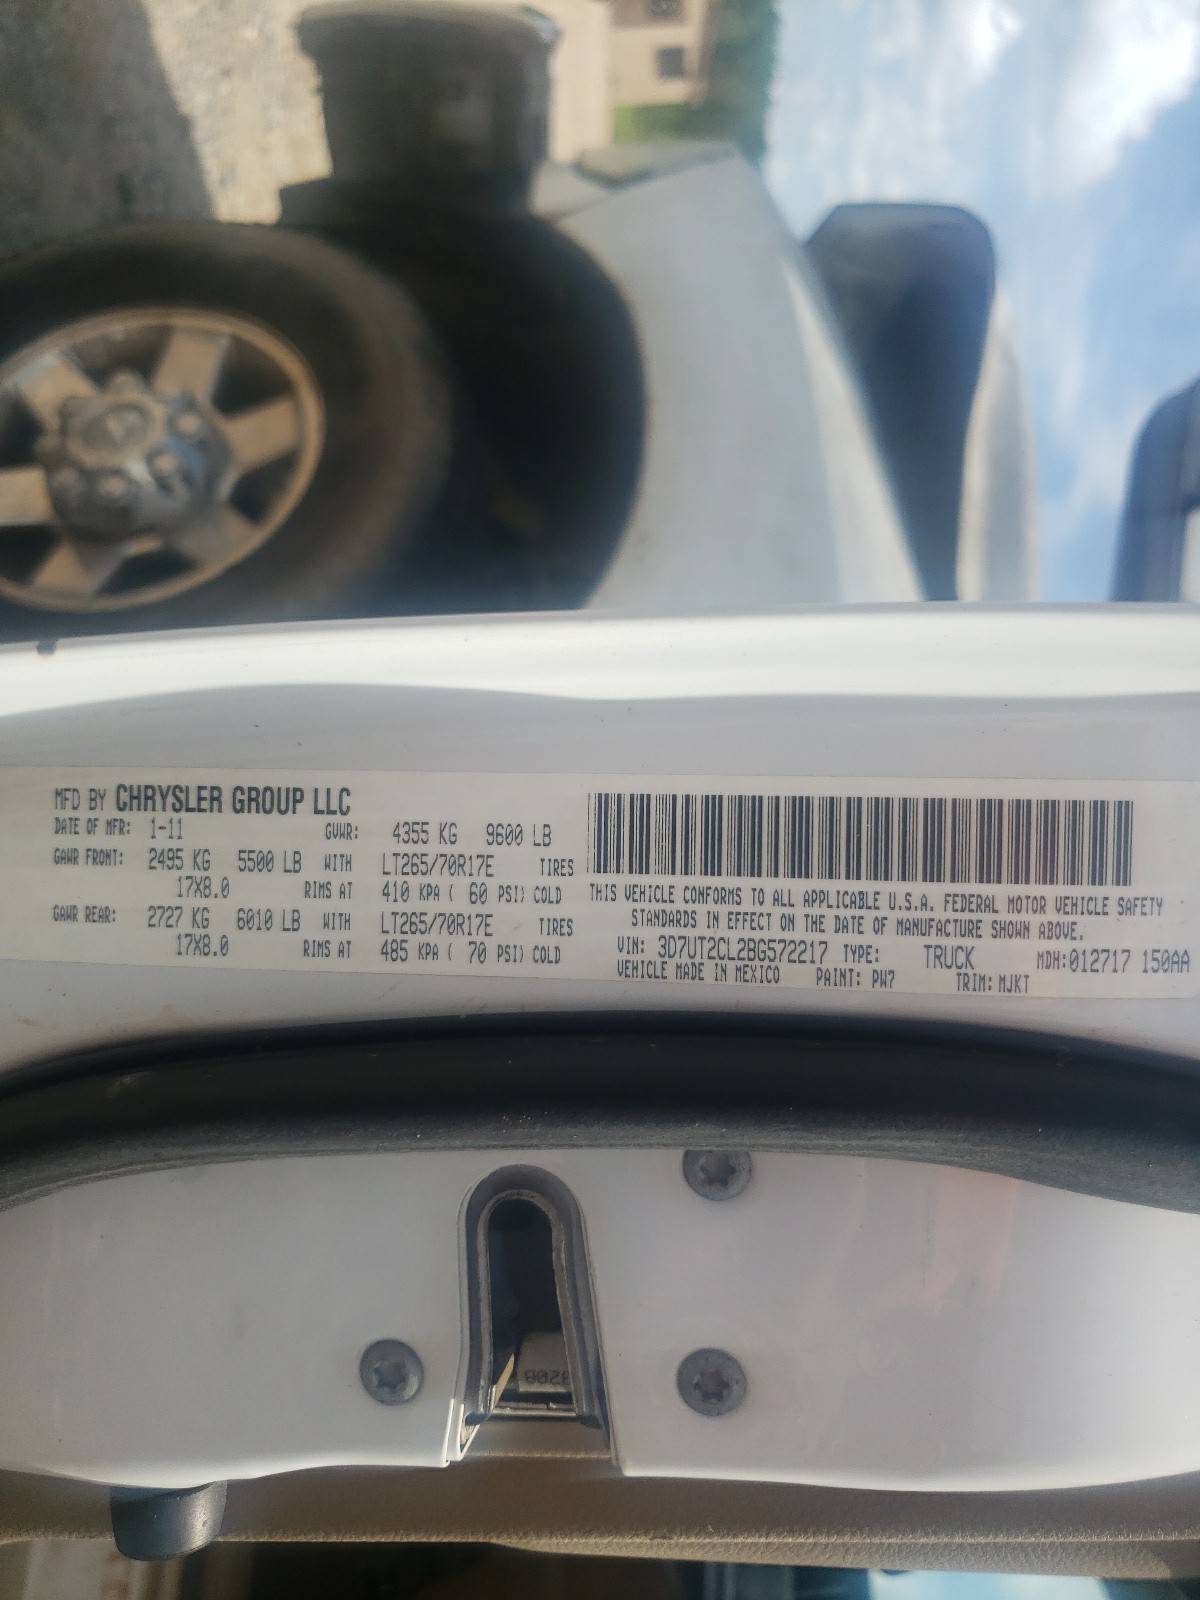 MFD BY CHRYSLER GROUP LLC
DATE OF MFR: 1-11 GVWR: 4355 KG 9600 LB
GAWR FRONT: 2495 KG 5500 LB WITH LT265/70R17E TIRES
17X8.0 RIMS AT 410 KPA ( 60 PSI) COLD
GAWR REAR: 2727 KG 6010 LB WITH LT265/70R17E TIRES
17X8.0 RIMS AT 485 KPA ( 70 PSI) COLD
THIS VEHICLE CONFORMS TO ALL APPLICABLE U.S.A. FEDERAL MOTOR VEHICLE SAFETY
STANDARDS IN EFFECT ON THE DATE OF MANUFACTURE SHOWN ABOVE.
VIN: 3D7UT2CL2BG572217 TYPE: TRUCK MDH:012717 150AA
VEHICLE MADE IN MEXICO PAINT: PW7 TRIM: MJKT
3208